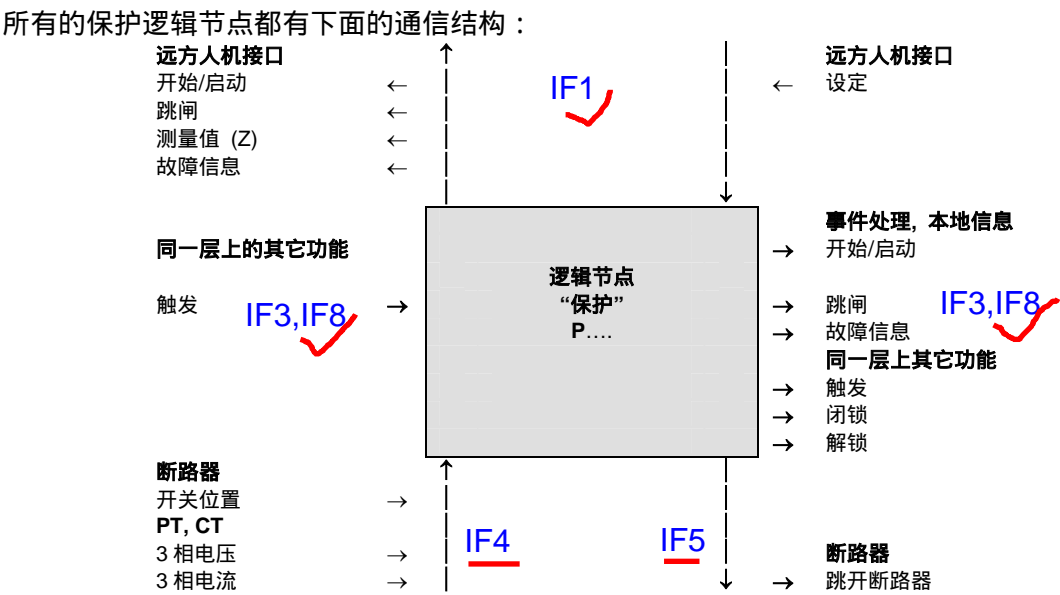 所有的保护逻辑节点都有下面的通信结构：
远方人机接口
开始/启动 ←
跳闸 ←
测量值 (Z) ←
故障信息 ←
IF1
远方人机接口
← 设定
同一层上的其它功能
触发 →
IF3,IF8
逻辑节点
“保护”
P….
事件处理, 本地信息
→ 开始/启动
→ 跳闸
→ 故障信息
IF3,IF8
同一层上其它功能
→ 触发
→ 闭锁
→ 解锁
断路器
开关位置 →
PT, CT
3 相电压 →
3 相电流 →
IF4
IF5
断路器
→ 跳开断路器